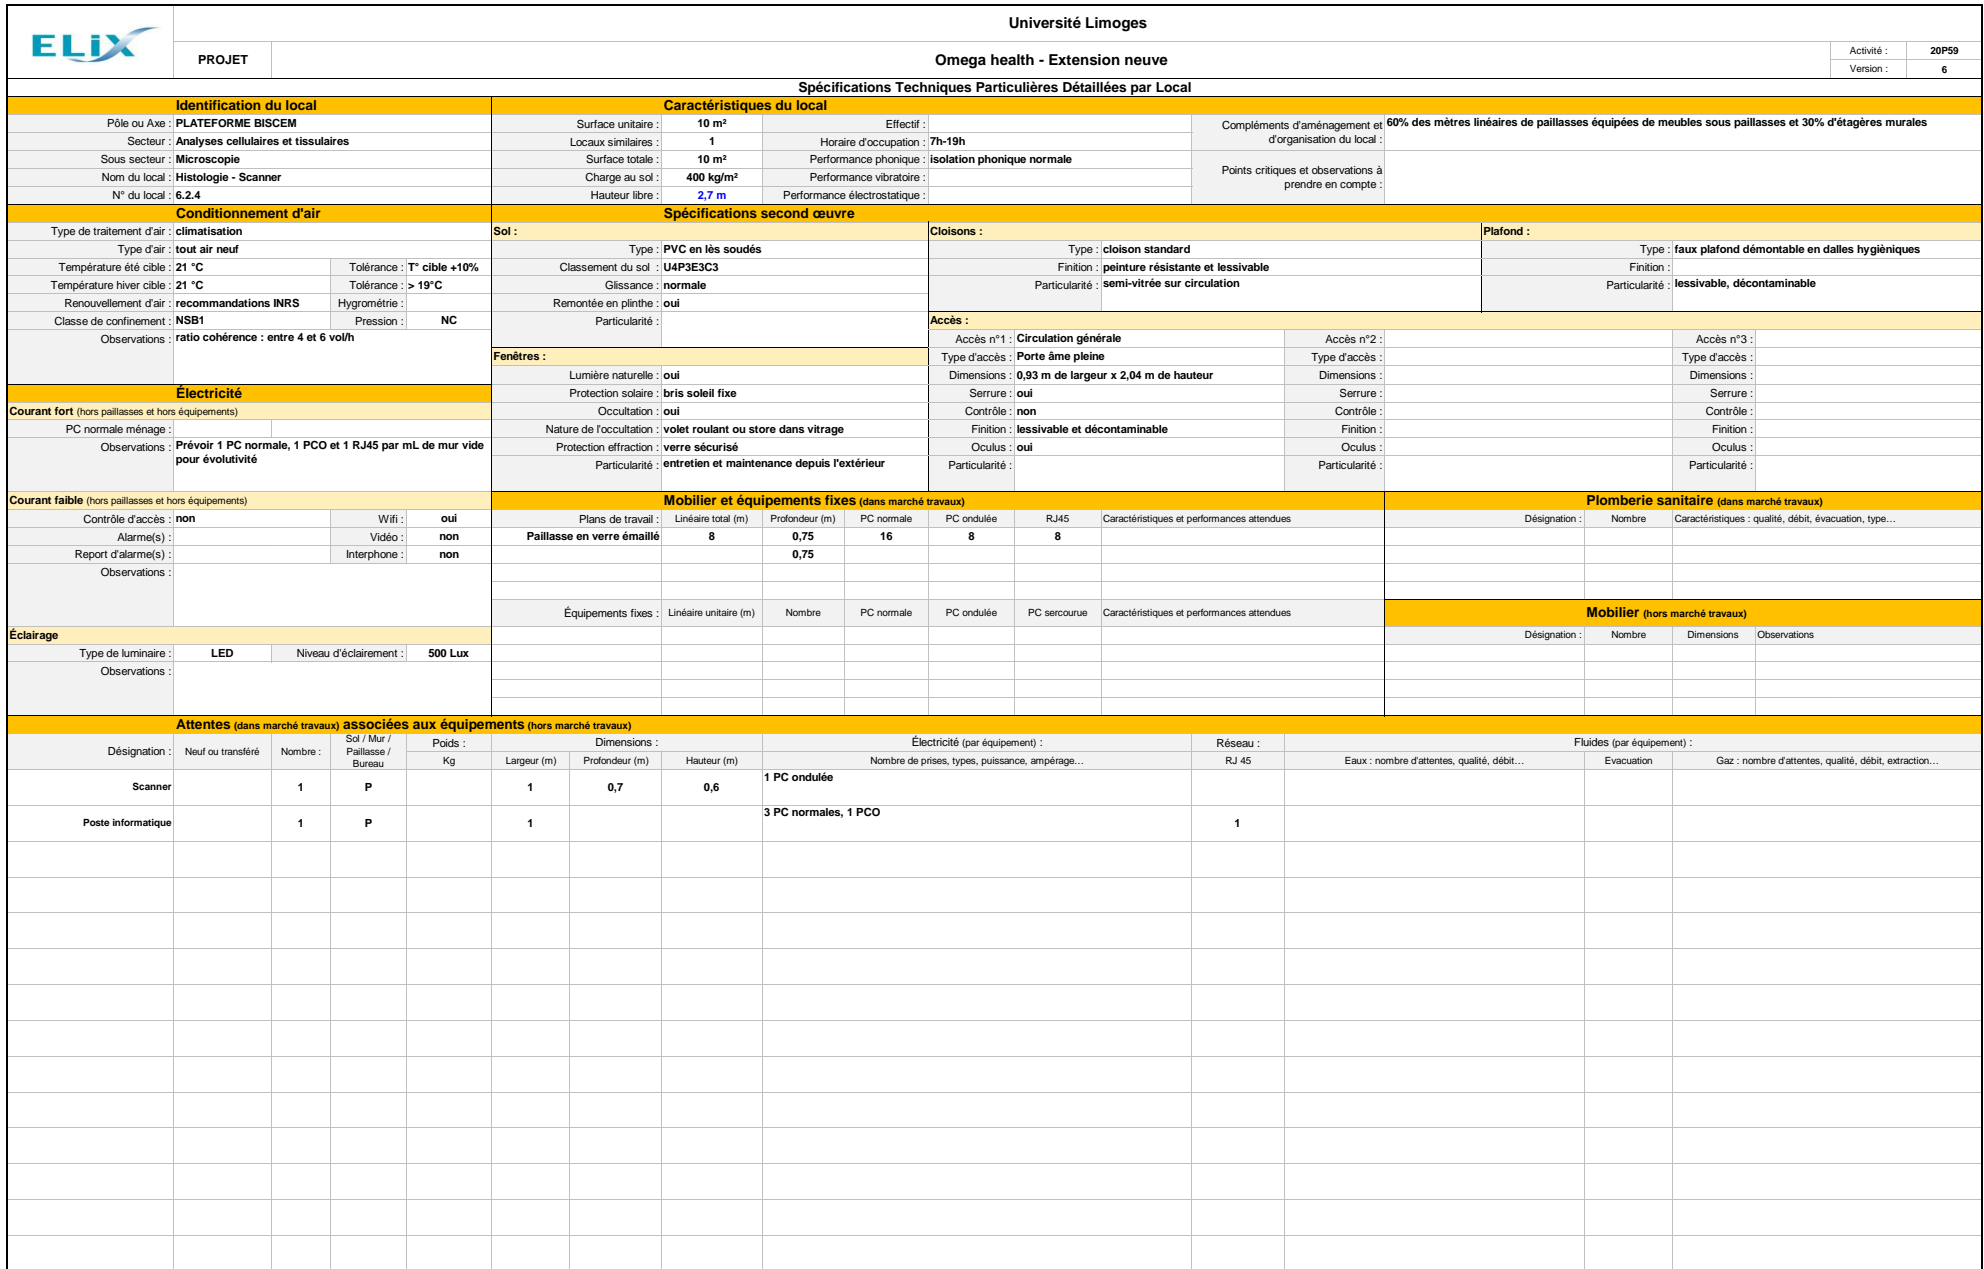 ELiX
Université Limoges
PROJET
Omega health - Extension neuve
Activité : 20P59
Version : 6
Spécifications Techniques Particulières Détaillées par Local
Identification du local
Pôle ou Axe : PLATEFORME BISCEM
Secteur : Analyses cellulaires et tissulaires
Sous secteur : Microscopie
Nom du local : Histologie - Scanner
N° du local : 6.2.4
Caractéristiques du local
Surface unitaire : 10 m²
Locaux similaires : 1
Surface totale : 10 m²
Charge au sol : 400 kg/m²
Hauteur libre : 2,7 m
Effectif :
Horaire d'occupation : 7h-19h
Performance phonique : isolation phonique normale
Performance vibratoire :
Performance électrostatique :
Compléments d'aménagement et
d'organisation du local :
60% des mètres linéaires de paillasses équipées de meubles sous paillasses et 30% d'étagères murales
Points critiques et observations à
prendre en compte :
Conditionnement d'air
Type de traitement d'air : climatisation
Type d'air : tout air neuf
Température été cible : 21 °C Tolérance : T° cible +10%
Température hiver cible : 21 °C Tolérance : > 19°C
Renouvellement d'air : recommandations INRS Hygrométrie :
Classe de confinement : NSB1 Pression : NC
Observations : ratio cohérence : entre 4 et 6 vol/h
Spécifications second œuvre
Sol :
Type : PVC en lès soudés
Classement du sol : U4P3E3C3
Glissance : normale
Remontée en plinthe : oui
Particularité :
Cloisons :
Type : cloison standard
Finition : peinture résistante et lessivable
Particularité : semi-vitrée sur circulation
Plafond :
Type : faux plafond démontable en dalles hygièniques
Finition :
Particularité : lessivable, décontaminable
Fenêtres :
Lumière naturelle : oui
Protection solaire : bris soleil fixe
Occultation : oui
Nature de l'occultation : volet roulant ou store dans vitrage
Protection effraction : verre sécurisé
Particularité : entretien et maintenance depuis l'extérieur
Accès :
Accès n°1 : Circulation générale
Type d'accès : Porte âme pleine
Dimensions : 0,93 m de largeur x 2,04 m de hauteur
Serrure : oui
Contrôle : non
Finition : lessivable et décontaminable
Oculus : oui
Particularité :
Accès n°2 :
Type d'accès :
Dimensions :
Serrure :
Contrôle :
Finition :
Oculus :
Particularité :
Accès n°3 :
Type d'accès :
Dimensions :
Serrure :
Contrôle :
Finition :
Oculus :
Particularité :
Électricité
Courant fort (hors paillasses et hors équipements)
PC normale ménage :
Observations : Prévoir 1 PC normale, 1 PCO et 1 RJ45 par mL de mur vide
pour évolutivité
Courant faible (hors paillasses et hors équipements)
Contrôle d'accès : non Wifi : oui
Alarme(s) : Vidéo : non
Report d'alarme(s) : Interphone : non
Observations :
Éclairage
Type de luminaire : LED Niveau d'éclairement : 500 Lux
Observations :
Mobilier et équipements fixes (dans marché travaux)
Plans de travail : Linéaire total (m) Profondeur (m) PC normale PC ondulée RJ45 Caractéristiques et performances attendues
Paillasse en verre émaillé 8 0,75 16 8 8
0,75
Équipements fixes : Linéaire unitaire (m) Nombre PC normale PC ondulée PC sercourue Caractéristiques et performances attendues
Plomberie sanitaire (dans marché travaux)
Désignation : Nombre Caractéristiques : qualité, débit, évacuation, type…
Mobilier (hors marché travaux)
Désignation : Nombre Dimensions Observations
Attentes (dans marché travaux) associées aux équipements (hors marché travaux)
Désignation : Neuf ou transféré Nombre :
Sol / Mur /
Paillasse /
Bureau
Poids : Dimensions : Électricité (par équipement) : Réseau : Fluides (par équipement) :
Kg Largeur (m) Profondeur (m) Hauteur (m) Nombre de prises, types, puissance, ampérage… RJ 45 Eaux : nombre d'attentes, qualité, débit… Evacuation Gaz : nombre d'attentes, qualité, débit, extraction…
Scanner 1 P 1 0,7 0,6 1 PC ondulée
Poste informatique 1 P 1 3 PC normales, 1 PCO 1